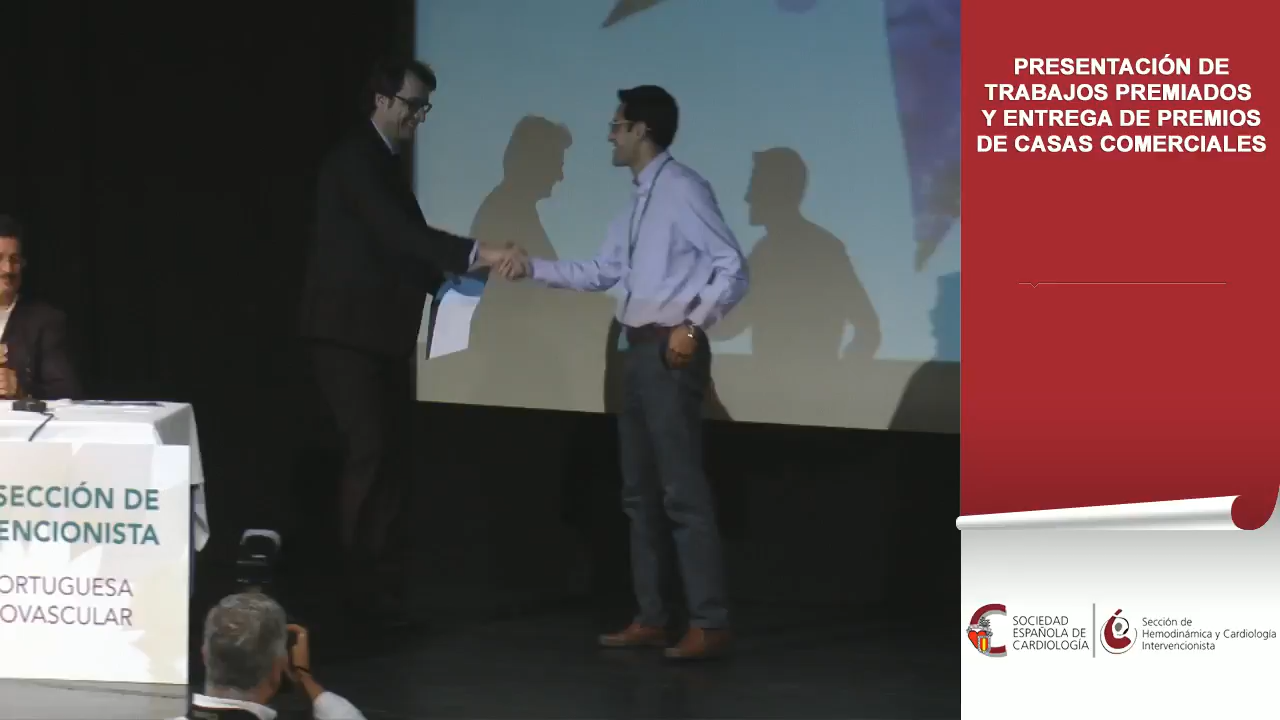 PRESENTACIÓN DE
TRABAJOS PREMIADOS
Y ENTREGA DE PREMIOS
DE CASAS COMERCIALES
SECCIÓN DE
ENCIONISTA
ORTUGUESA
OVASCULAR
SOCIEDAD
ESPAÑOLA DE
CARDIOLOGÍA
Sección de
Hemodinámica y Cardiología
Intervencionista